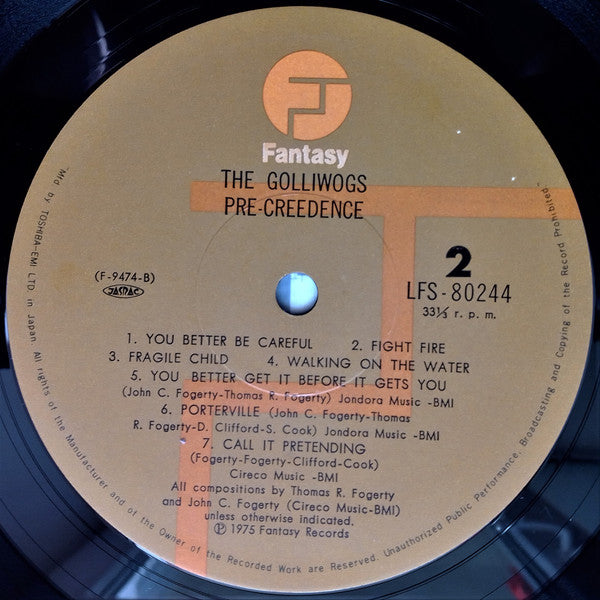 Fantasy
THE GOLLIWOGS
PRE-CREEDENCE
2
(F-9474-B)
JASRAC
LFS-80244
33⅓ r. p. m.
1. YOU BETTER BE CAREFUL 2. FIGHT FIRE
3. FRAGILE CHILD 4. WALKING ON THE WATER
5. YOU BETTER GET IT BEFORE IT GETS YOU
(John C. Fogerty-Thomas R. Fogerty) Jondora Music -BMI
6. PORTERVILLE (John C. Fogerty-Thomas
R. Fogerty-D. Clifford-S. Cook) Jondora Music -BMI
7. CALL IT PRETENDING
(Fogerty-Fogerty-Clifford-Cook)
Cireco Music -BMI
All compositions by Thomas R. Fogerty
and John C. Fogerty (Cireco Music-BMI)
unless otherwise indicated.
℗ 1975 Fantasy Records
"Mfd by TOSHIBA-EMI LTD in Japan. All rights of the Manufacturer and of the Owner of the Recorded Work are Reserved. Unauthorized Public Performance, Broadcasting and Copying of the Record Prohibited"